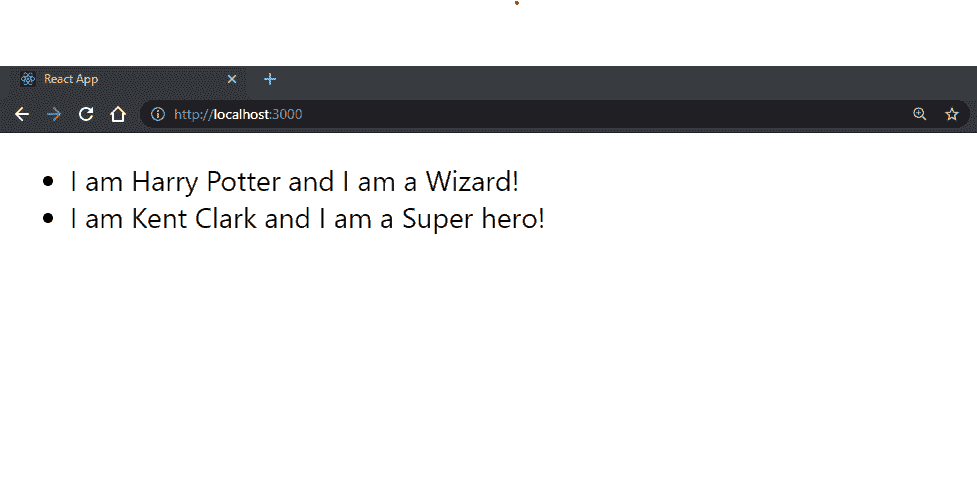 React App
http://localhost:3000
I am Harry Potter and I am a Wizard!
I am Kent Clark and I am a Super hero!